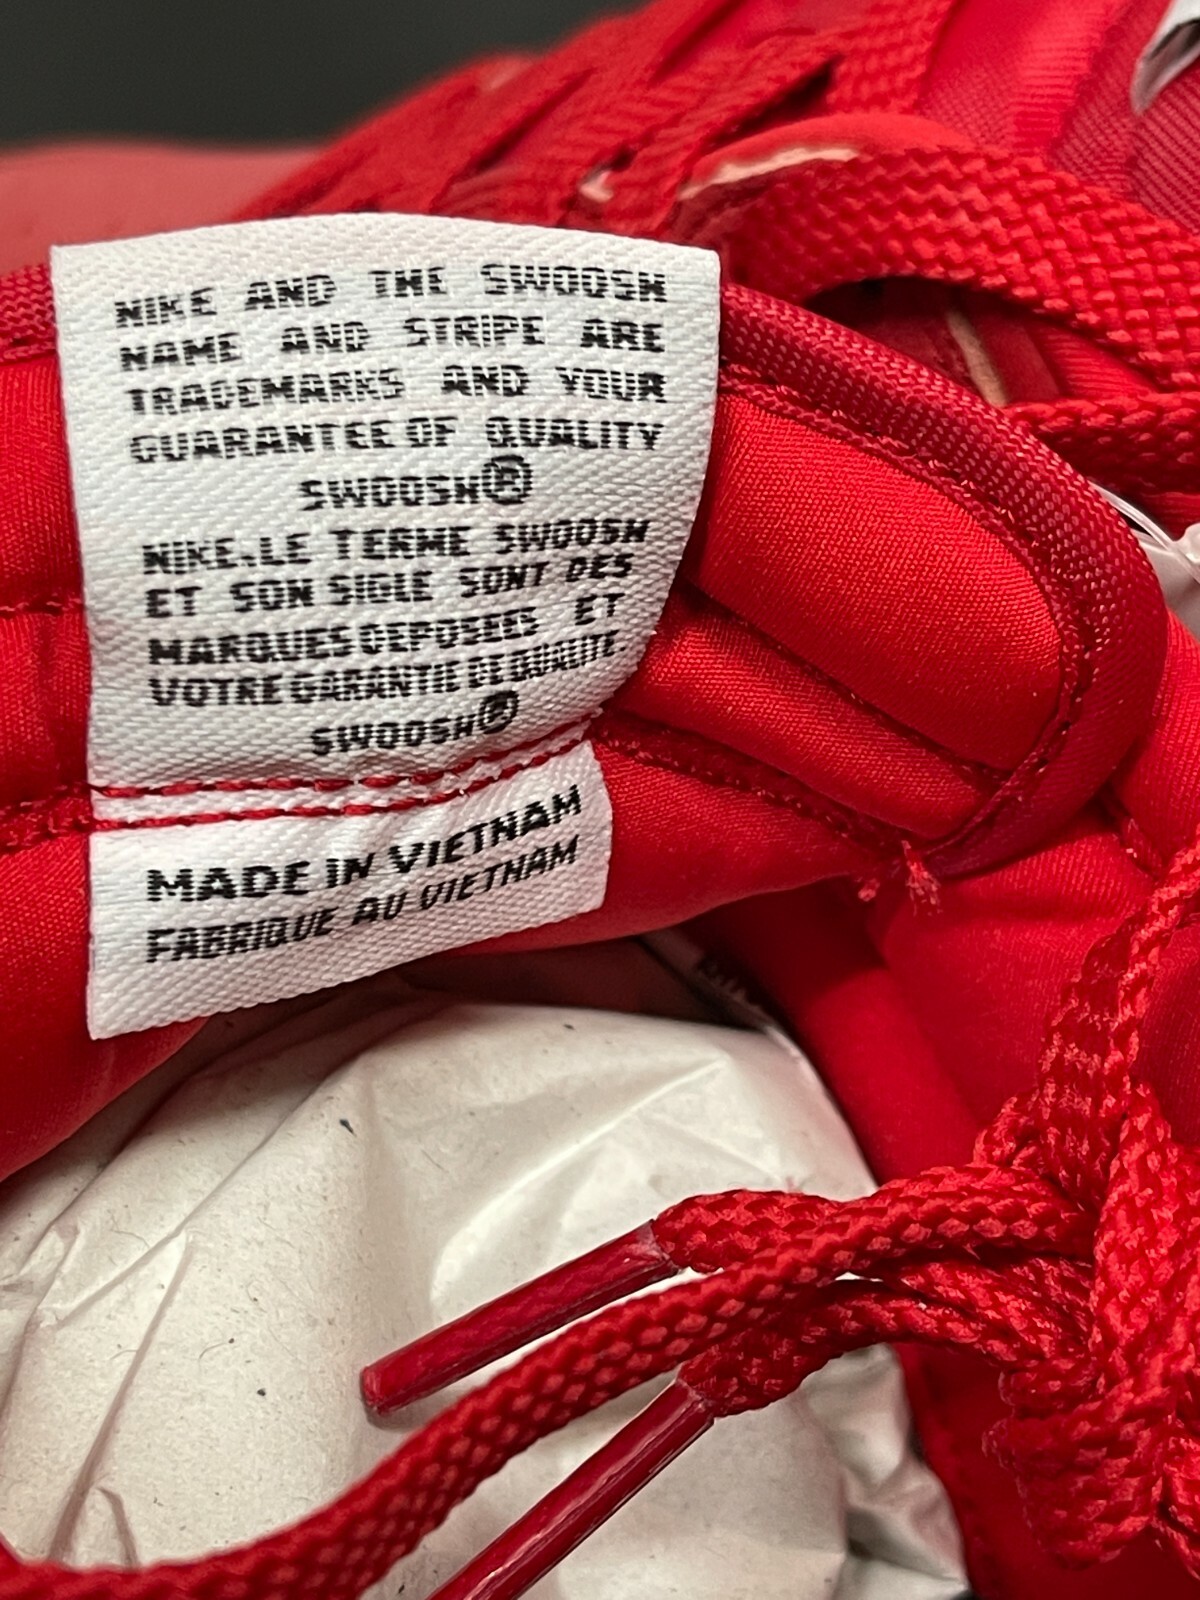 NIKE AND THE SWOOSH
NAME AND STRIPE ARE
TRADEMARKS AND YOUR
GUARANTEE OF QUALITY
SWOOSH®
NIKE, LE TERME SWOOSH
ET SON SIGLE SONT DES
MARQUES DEPOSEES ET
VOTRE GARANTIE DE QUALITE.
SWOOSH®
MADE IN VIETNAM
FABRIQUE AU VIETNAM